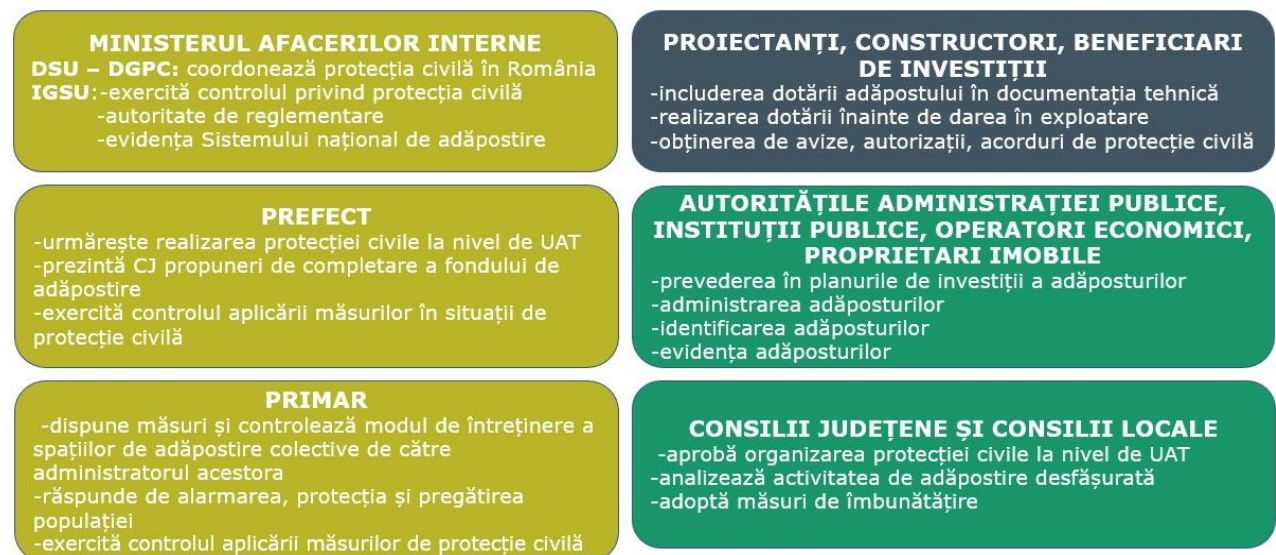 MINISTERUL AFACERILOR INTERNE
DSU – DGPC: coordonează protecția civilă în România
IGSU:-exercită controlul privind protecția civilă
-autoritate de reglementare
-evidența Sistemului național de adăpostire
PROIECTANȚI, CONSTRUCTORI, BENEFICIARI
DE INVESTIȚII
-includerea dotării adăpostului în documentația tehnică
-realizarea dotării înainte de darea în exploatare
-obținerea de avize, autorizații, acorduri de protecție civilă
PREFECT
-urmărește realizarea protecției civile la nivel de UAT
-prezintă CJ propuneri de completare a fondului de
adăpostire
-exercită controlul aplicării măsurilor în situații de
protecție civilă
AUTORITĂȚILE ADMINISTRAȚIEI PUBLICE,
INSTITUȚII PUBLICE, OPERATORI ECONOMICI,
PROPRIETARI IMOBILE
-prevederea în planurile de investiții a adăposturilor
-administrarea adăposturilor
-identificarea adăposturilor
-evidența adăposturilor
PRIMAR
-dispune măsuri și controlează modul de întreținere a
spațiilor de adăpostire colective de către
administratorul acestora
-răspunde de alarmarea, protecția și pregătirea
populației
-exercită controlul aplicării măsurilor de protecție civilă
CONSILII JUDEȚENE ȘI CONSILII LOCALE
-aprobă organizarea protecției civile la nivel de UAT
-analizează activitatea de adăpostire desfășurată
-adoptă măsuri de îmbunătățire